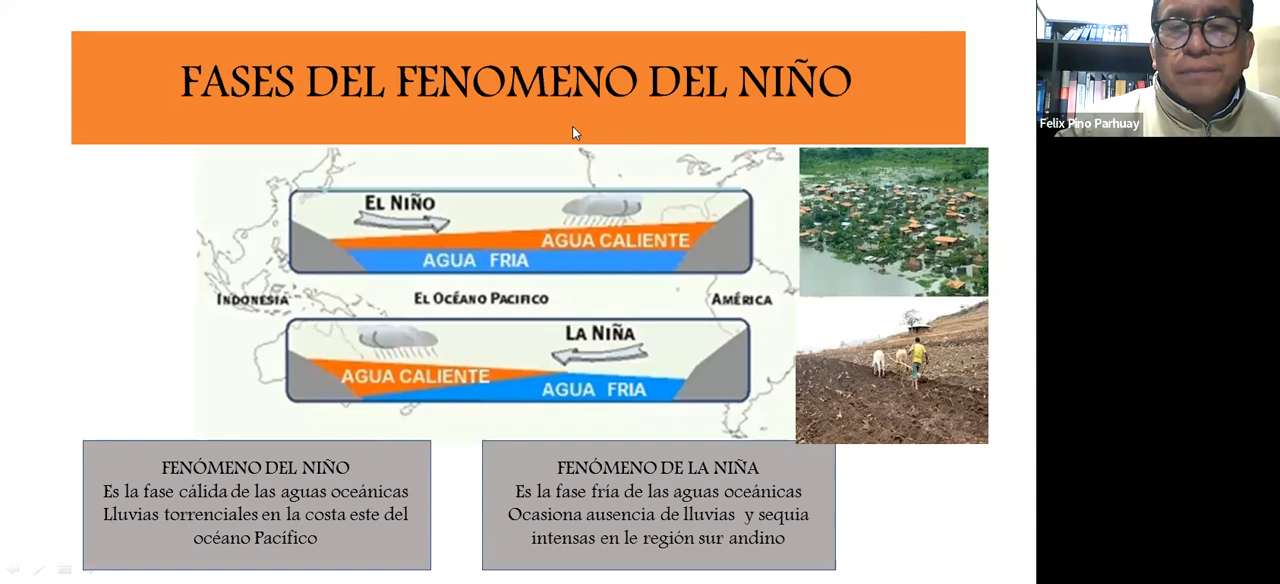 FASES DEL FENOMENO DEL NIÑO
Felix Pino Parhuay
EL NIÑO
AGUA CALIENTE
AGUA FRIA
INDONESIA
EL OCÉANO PACIFICO
AMÉRICA
LA NIÑA
AGUA CALIENTE
AGUA FRIA
FENÓMENO DEL NIÑO
Es la fase cálida de las aguas oceánicas
Lluvias torrenciales en la costa este del
océano Pacífico
FENÓMENO DE LA NIÑA
Es la fase fría de las aguas oceánicas
Ocasiona ausencia de lluvias y sequia
intensas en le región sur andino